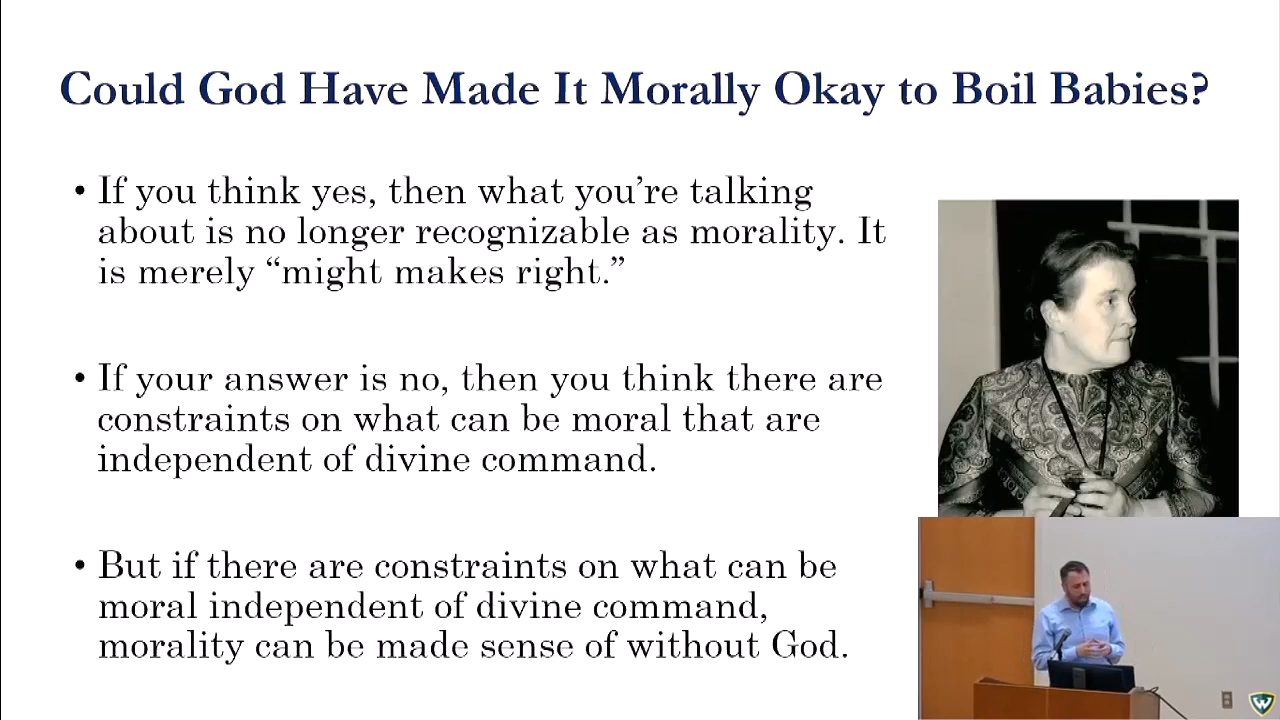 Could God Have Made It Morally Okay to Boil Babies?
• If you think yes, then what you’re talking
about is no longer recognizable as morality. It
is merely “might makes right.”
• If your answer is no, then you think there are
constraints on what can be moral that are
independent of divine command.
• But if there are constraints on what can be
moral independent of divine command,
morality can be made sense of without God.
W